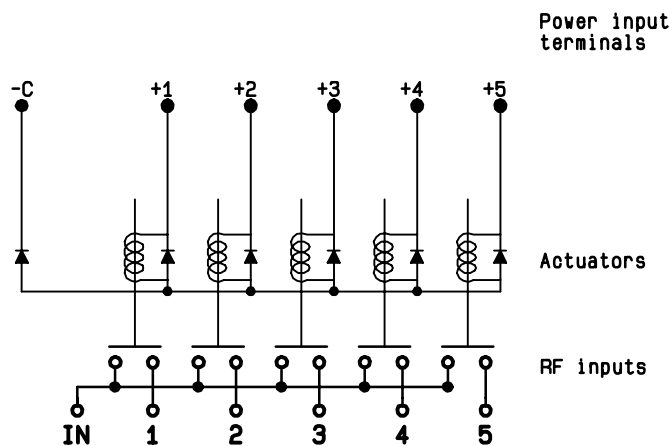 Power input
terminals
-C +1 +2 +3 +4 +5
Actuators
RF inputs
IN 1 2 3 4 5